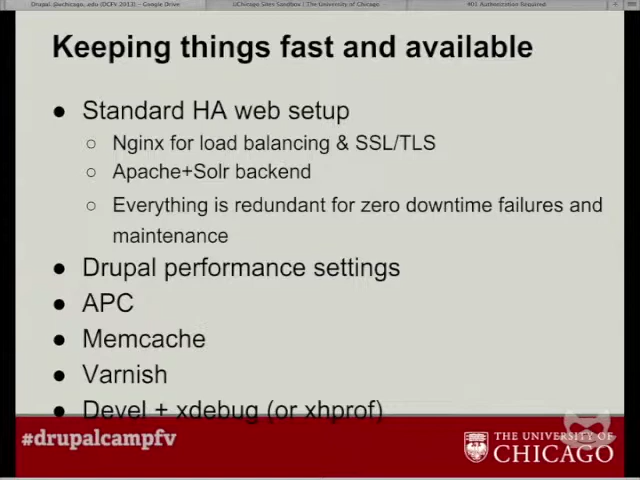 Drupal @uchicago.edu (DCFV 2013) - Google Drive
UChicago Sites Sandbox | The University of Chicago
401 Authorization Required
Keeping things fast and available
● Standard HA web setup
○ Nginx for load balancing & SSL/TLS
○ Apache+Solr backend
○ Everything is redundant for zero downtime failures and
maintenance
● Drupal performance settings
● APC
● Memcache
● Varnish
● Devel + xdebug (or xhprof)
#drupalcampfv
THE UNIVERSITY OF
CHICAGO